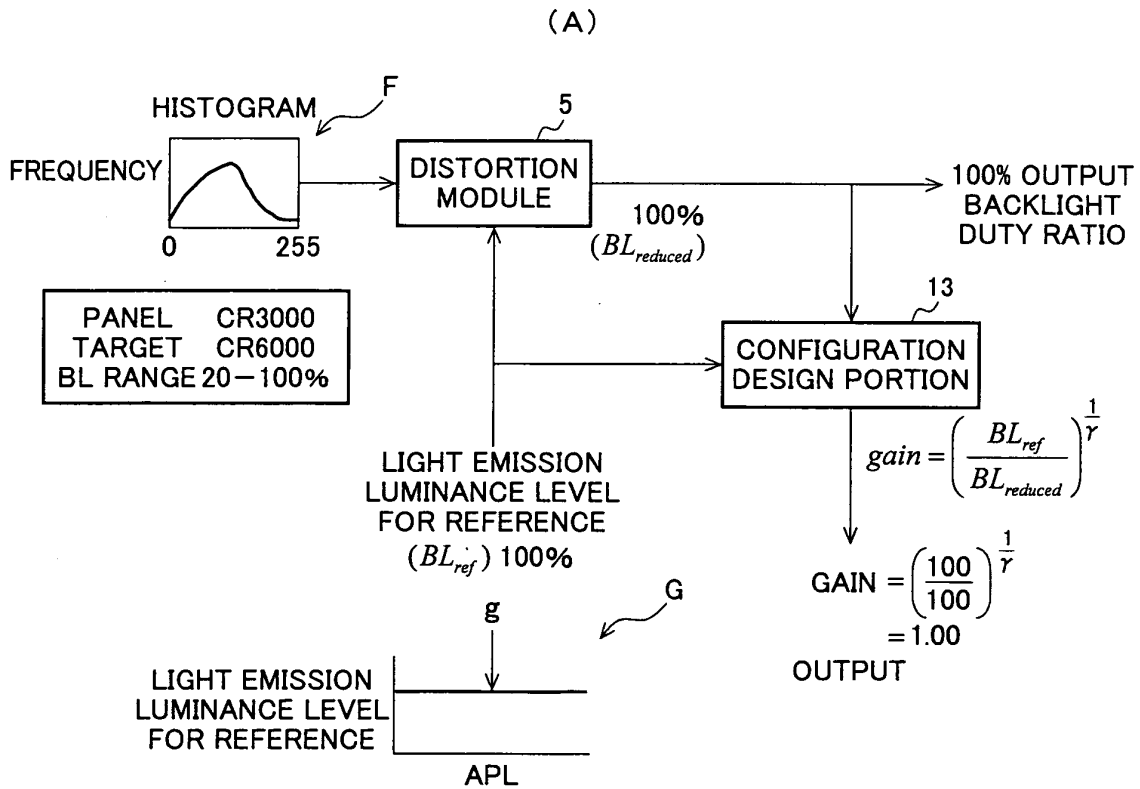 (A)
HISTOGRAM
F
FREQUENCY
0
255
5
DISTORTION
MODULE
100%
(BL_reduced)
100% OUTPUT
BACKLIGHT
DUTY RATIO
PANEL CR3000
TARGET CR6000
BL RANGE 20-100%
13
CONFIGURATION
DESIGN PORTION
gain = (BL_ref / BL_reduced)^(1/γ)
LIGHT EMISSION
LUMINANCE LEVEL
FOR REFERENCE
(BL_ref) 100%
GAIN = (100/100)^(1/γ)
= 1.00
OUTPUT
g
G
LIGHT EMISSION
LUMINANCE LEVEL
FOR REFERENCE
APL